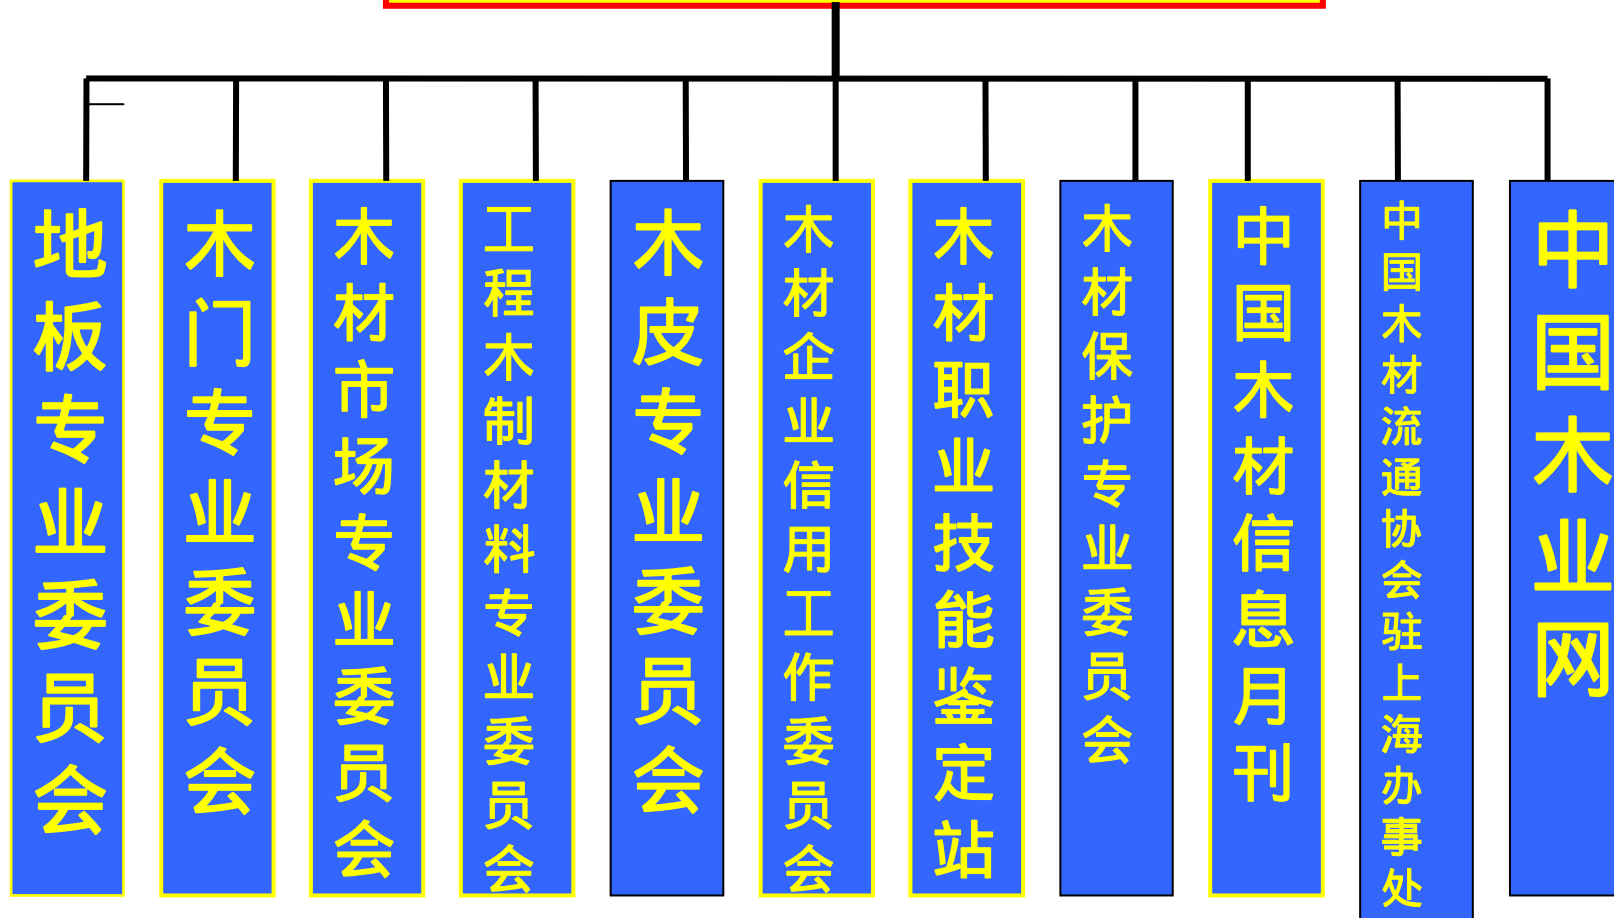 地板专业委员会
木门专业委员会
木材市场专业委员会
工程木制材料专业委员会
木皮专业委员会
木材企业信用工作委员会
木材职业技能鉴定站
木材保护专业委员会
中国木材信息月刊
中国木材流通协会驻上海办事处
中国木业网